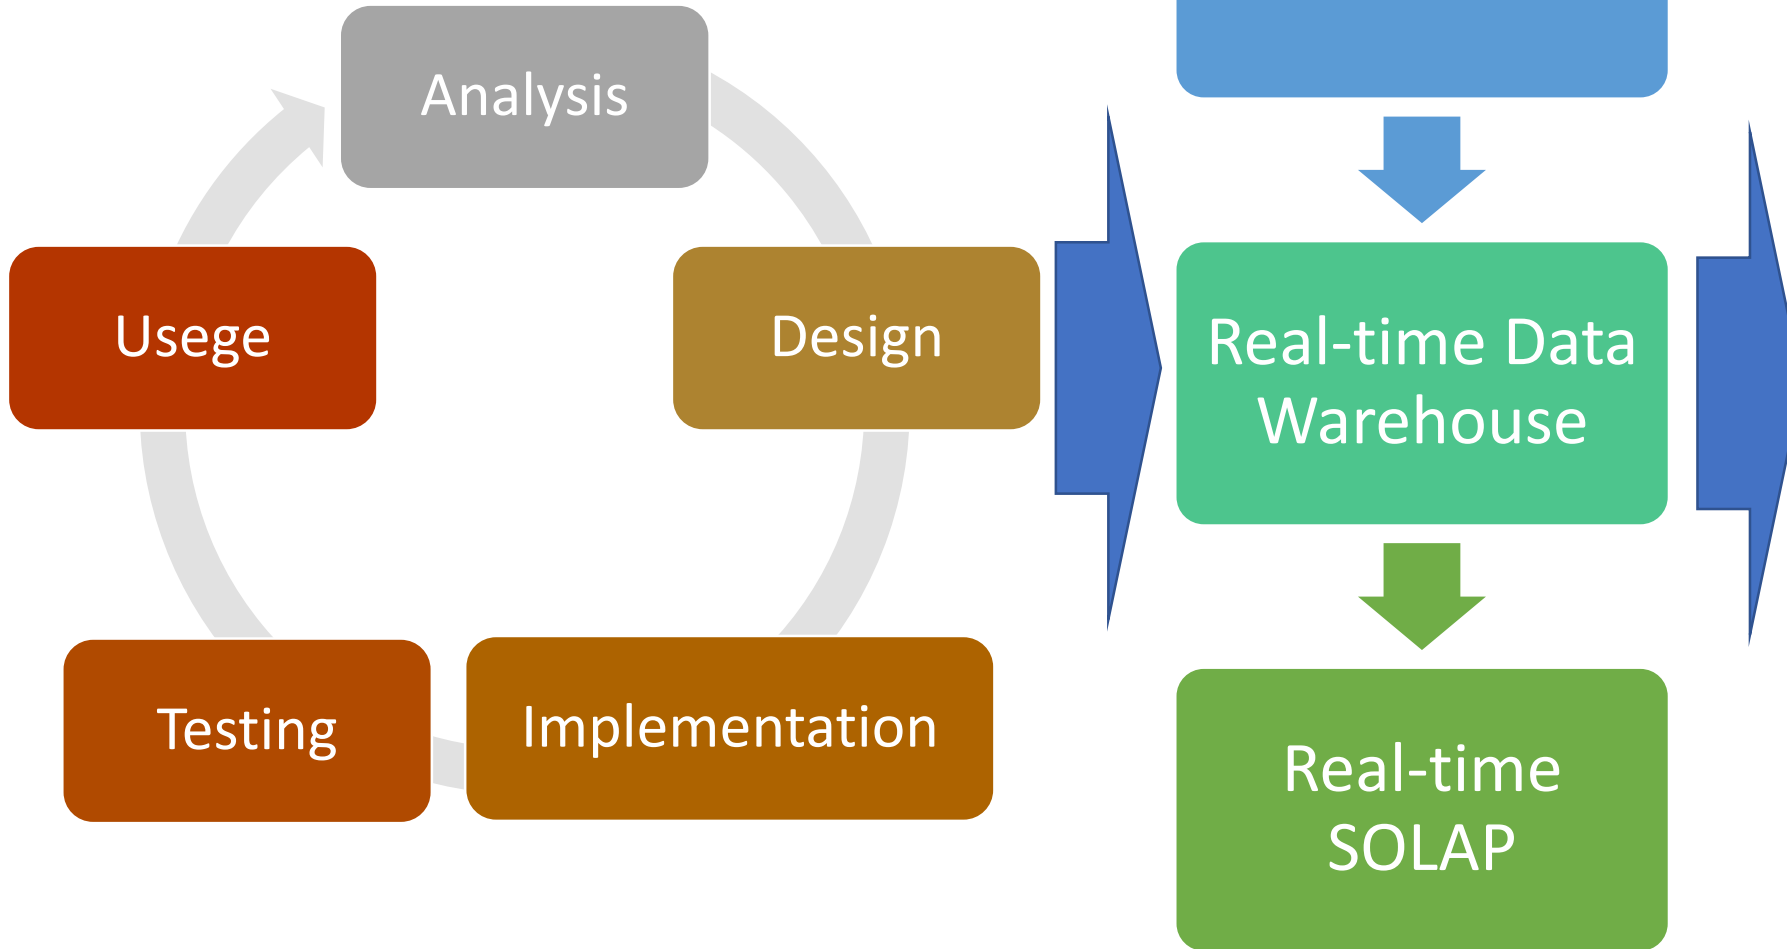 Analysis
Usege
Design
Testing
Implementation
Real-time Data
Warehouse
Real-time
SOLAP